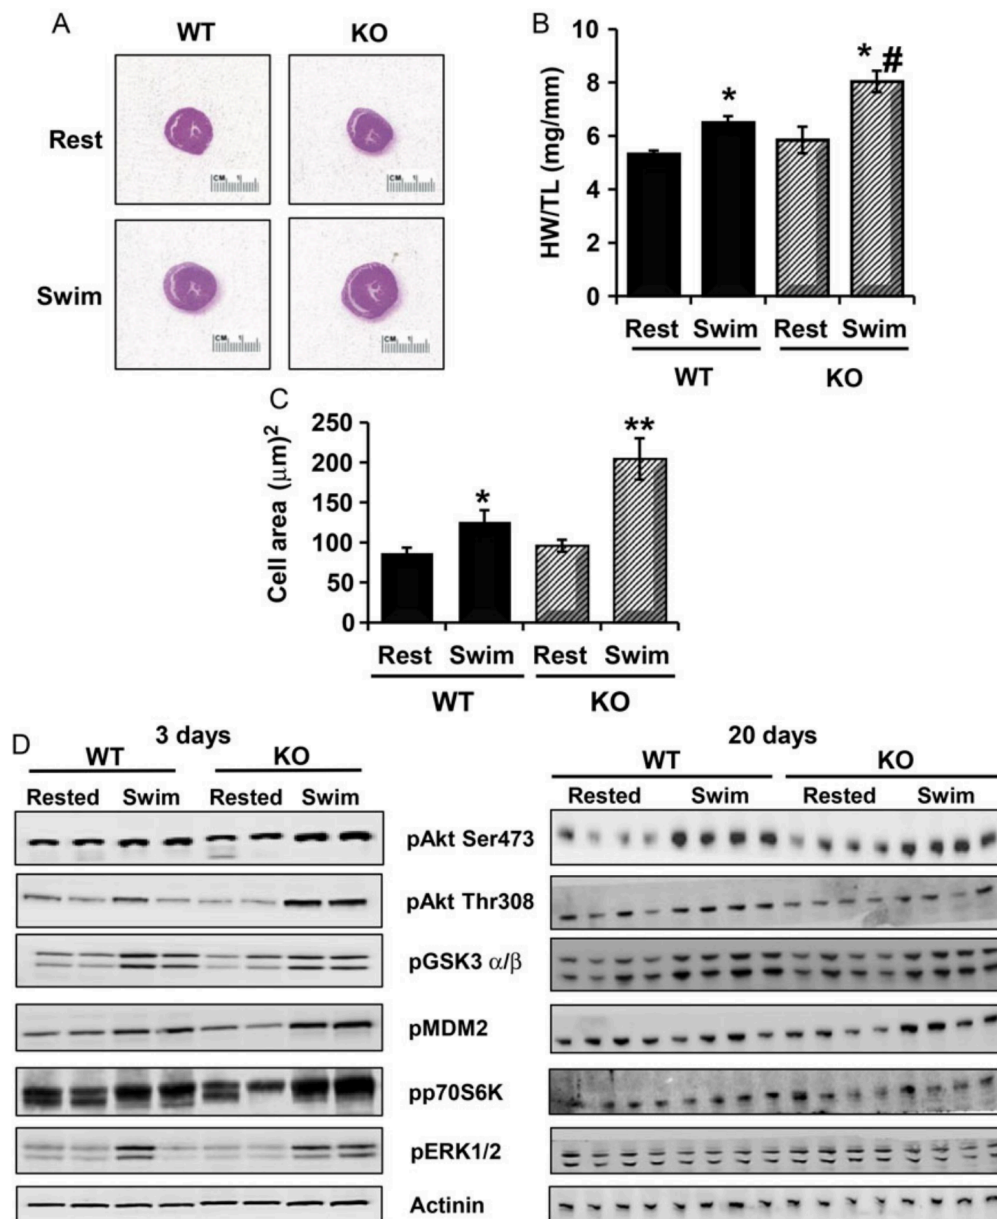 A
WT KO
Rest
CM 1
CM 1
Swim
CM 1
CM 1
B
HW/TL (mg/mm)
10
8
6
4
2
0
* * #
Rest Swim Rest Swim
WT KO
C
Cell area (μm)²
250
200
150
100
50
0
* **
Rest Swim Rest Swim
WT KO
D
3 days
WT KO
Rested Swim Rested Swim
20 days
WT KO
Rested Swim Rested Swim
pAkt Ser473
pAkt Thr308
pGSK3 α/β
pMDM2
pp70S6K
pERK1/2
Actinin